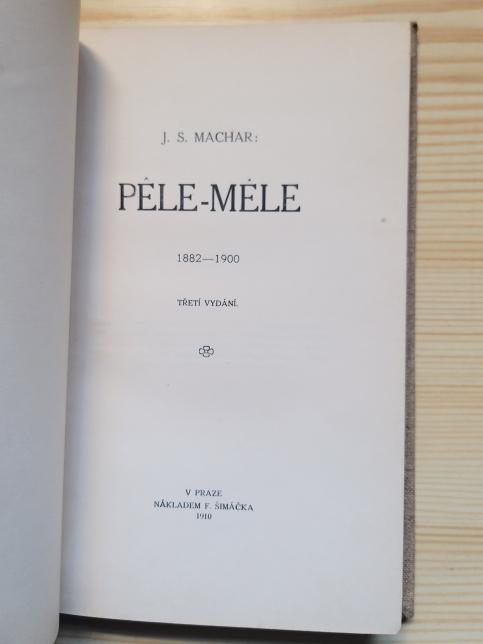 J. S. MACHAR:
PÊLE-MÊLE
1882—1900
TŘETÍ VYDÁNÍ.
V PRAZE
NÁKLADEM F. ŠIMÁČKA
1910